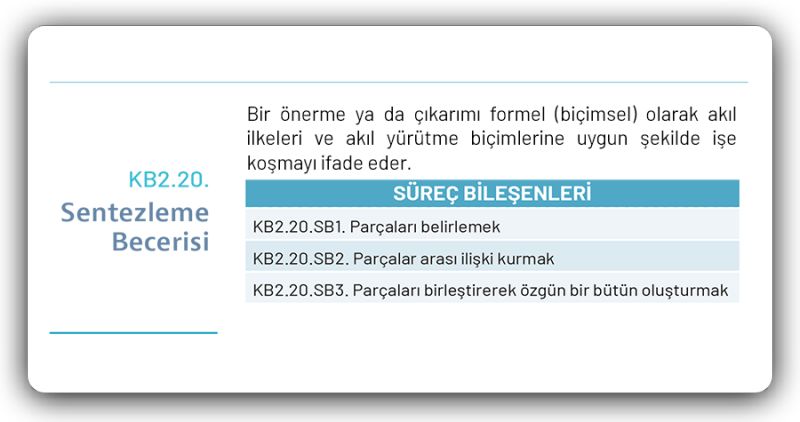 KB2.20.
Sentezleme
Becerisi
Bir önerme ya da çıkarımı formel (biçimsel) olarak akıl
ilkeleri ve akıl yürütme biçimlerine uygun şekilde işe
koşmayı ifade eder.
SÜREÇ BİLEŞENLERİ
KB2.20.SB1. Parçaları belirlemek
KB2.20.SB2. Parçalar arası ilişki kurmak
KB2.20.SB3. Parçaları birleştirerek özgün bir bütün oluşturmak